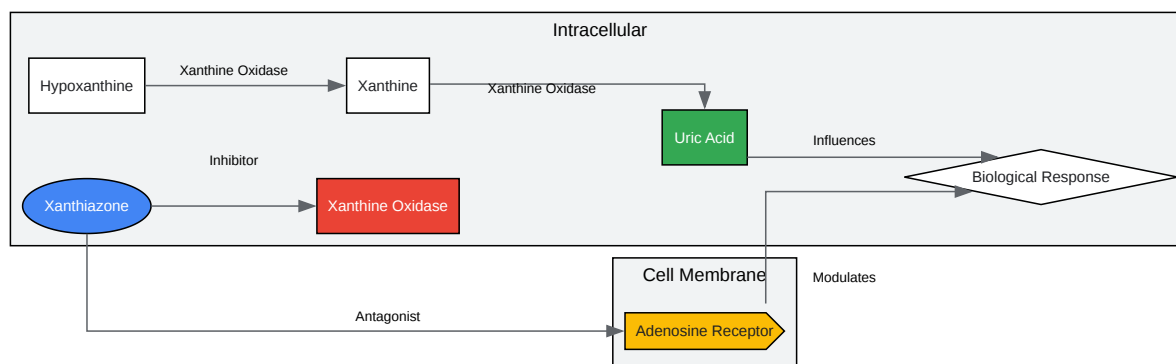 Intracellular
Hypoxanthine
Xanthine Oxidase
Xanthine
Xanthine Oxidase
Uric Acid
Influences
Biological Response
Inhibitor
Xanthiazone
Xanthine Oxidase
Cell Membrane
Modulates
Antagonist
Adenosine Receptor